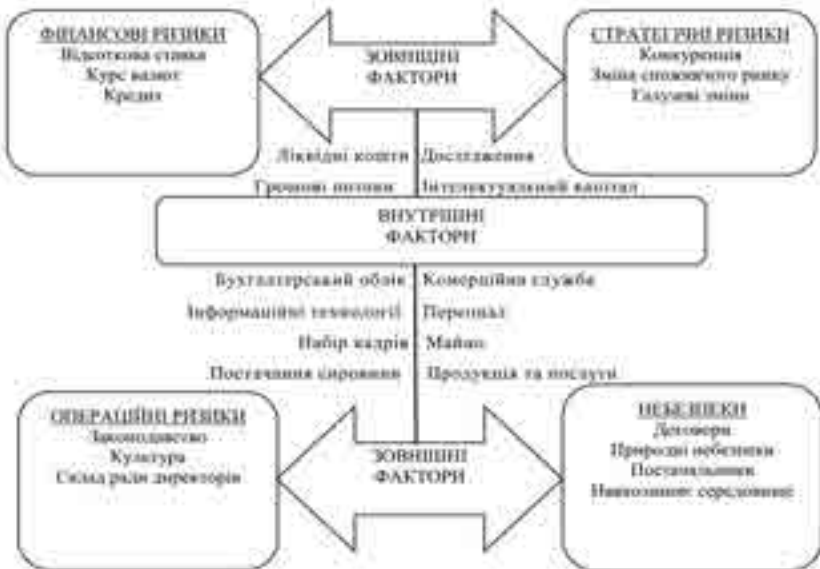 ФІНАНСОВІ РИЗИКИ
Відсоткова ставка
Курс валют
Кредит
ЗОВНІШНІ
ФАКТОРИ
СТРАТЕГІЧНІ РИЗИКИ
Конкуренція
Зміна споживчого ринку
Галузеві зміни
Ліквідні кошти
Дослідження
Грошові потоки
Інтелектуальний капітал
ВНУТРІШНІ
ФАКТОРИ
Бухгалтерський облік
Комерційна служба
Інформаційні технології
Персонал
Набір кадрів
Майно
Постачання сировини
Продукція та послуги
ОПЕРАЦІЙНІ РИЗИКИ
Законодавство
Культура
Склад ради директорів
ЗОВНІШНІ
ФАКТОРИ
НЕБЕЗПЕКИ
Договори
Природні небезпеки
Постачальники
середовище